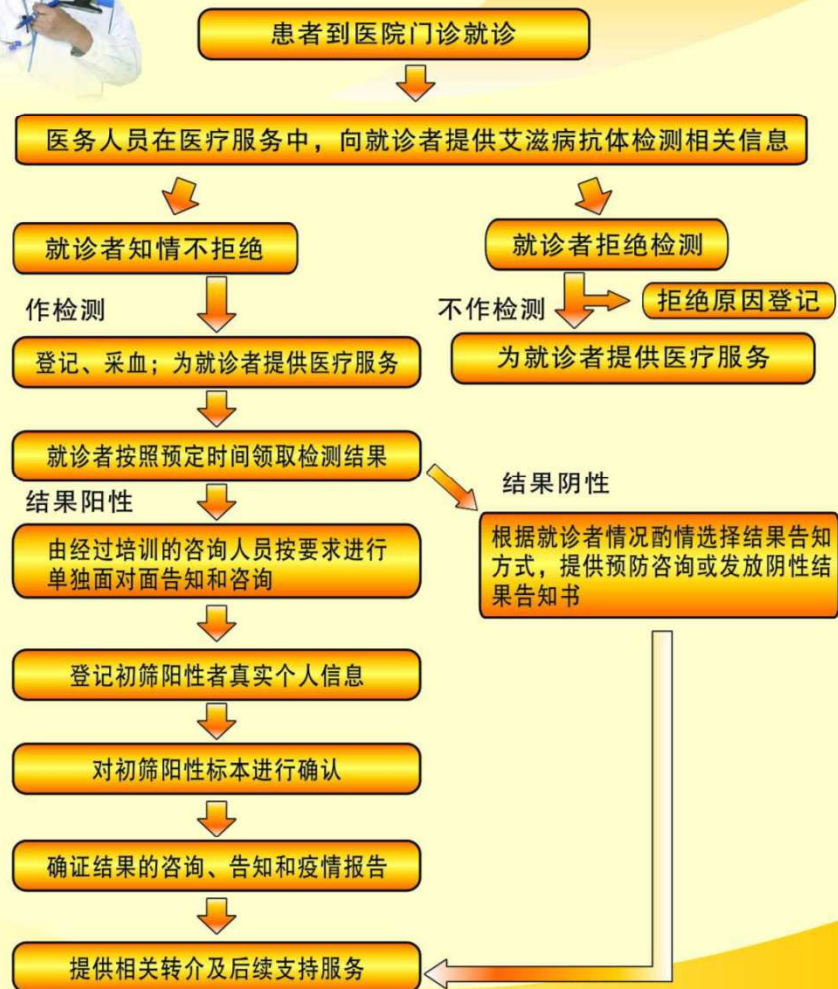 患者到医院门诊就诊
医务人员在医疗服务中，向就诊者提供艾滋病抗体检测相关信息
就诊者知情不拒绝
就诊者拒绝检测
作检测
不作检测
拒绝原因登记
登记、采血；为就诊者提供医疗服务
为就诊者提供医疗服务
就诊者按照预定时间领取检测结果
结果阳性
结果阴性
由经过培训的咨询人员按要求进行
单独面对面告知和咨询
根据就诊者情况酌情选择结果告知
方式，提供预防咨询或发放阴性结
果告知书
登记初筛阳性者真实个人信息
对初筛阳性标本进行确认
确证结果的咨询、告知和疫情报告
提供相关转介及后续支持服务